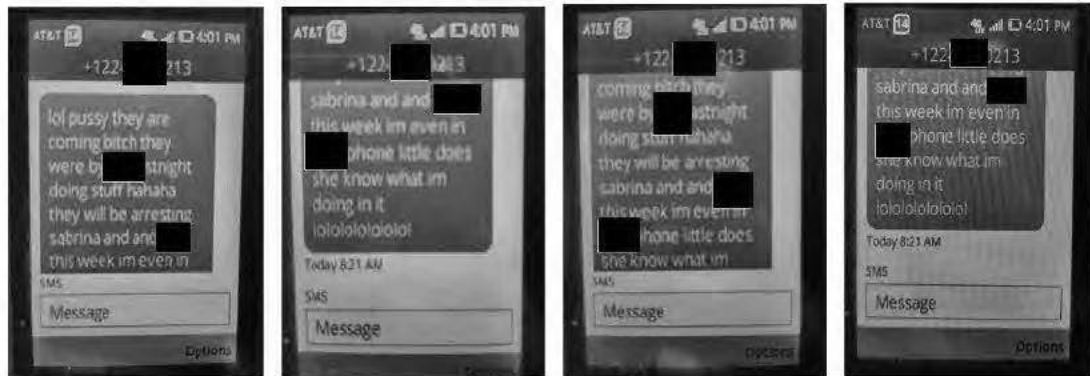 AT&T 14 4:01 PM
+122 213
lol pussy they are
coming bitch they
were by stnight
doing stuff hahaha
they will be arresting
sabrina and and
this week im even in
SMS
Message
Options
AT&T 14 4:01 PM
+122 213
sabrina and and
this week im even in
phone little does
she know what im
doing in it
lolololololol
Today 8:21 AM
SMS
Message
AT&T 4:01 PM
+122 213
coming bitch they
were b stnight
doing stuff hahaha
they will be arresting
sabrina and and
this week im even in
hone little does
she know what im
SMS
Message
Options
AT&T 14 4:01 PM
+122 213
sabrina and and
this week im even in
phone little does
she know what im
doing in it
lolololololol
Today 8:21 AM
SMS
Message
Options